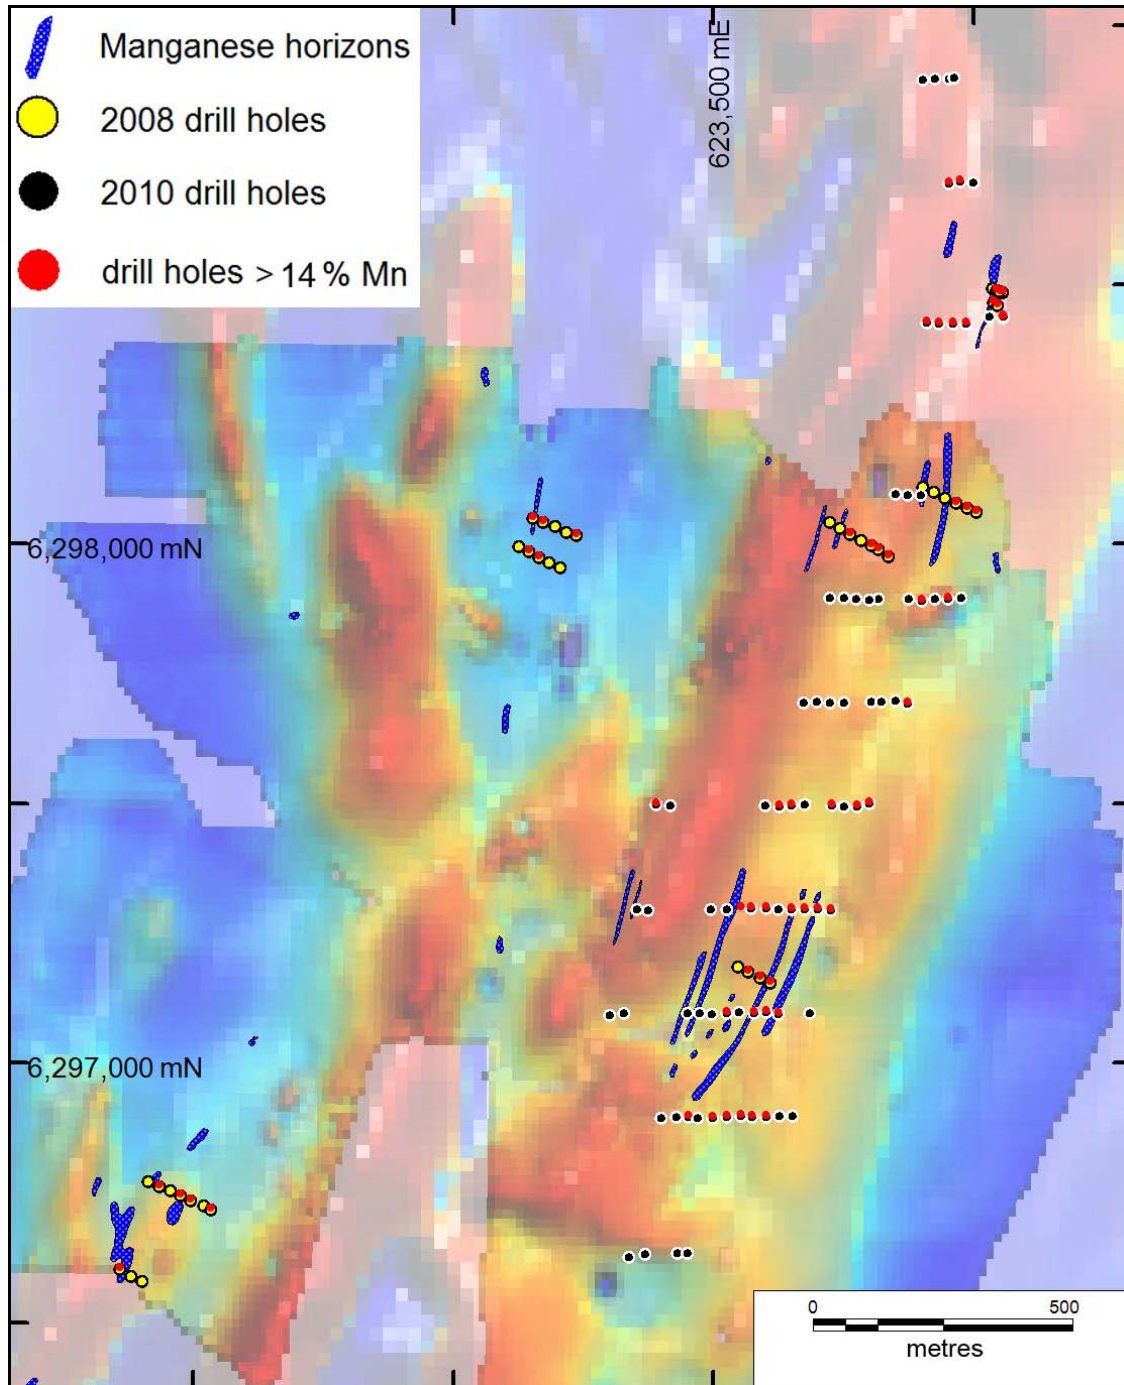 Manganese horizons
2008 drill holes
2010 drill holes
drill holes > 14 % Mn
623,500 mE
6,298,000 mN
6,297,000 mN
0 500
metres